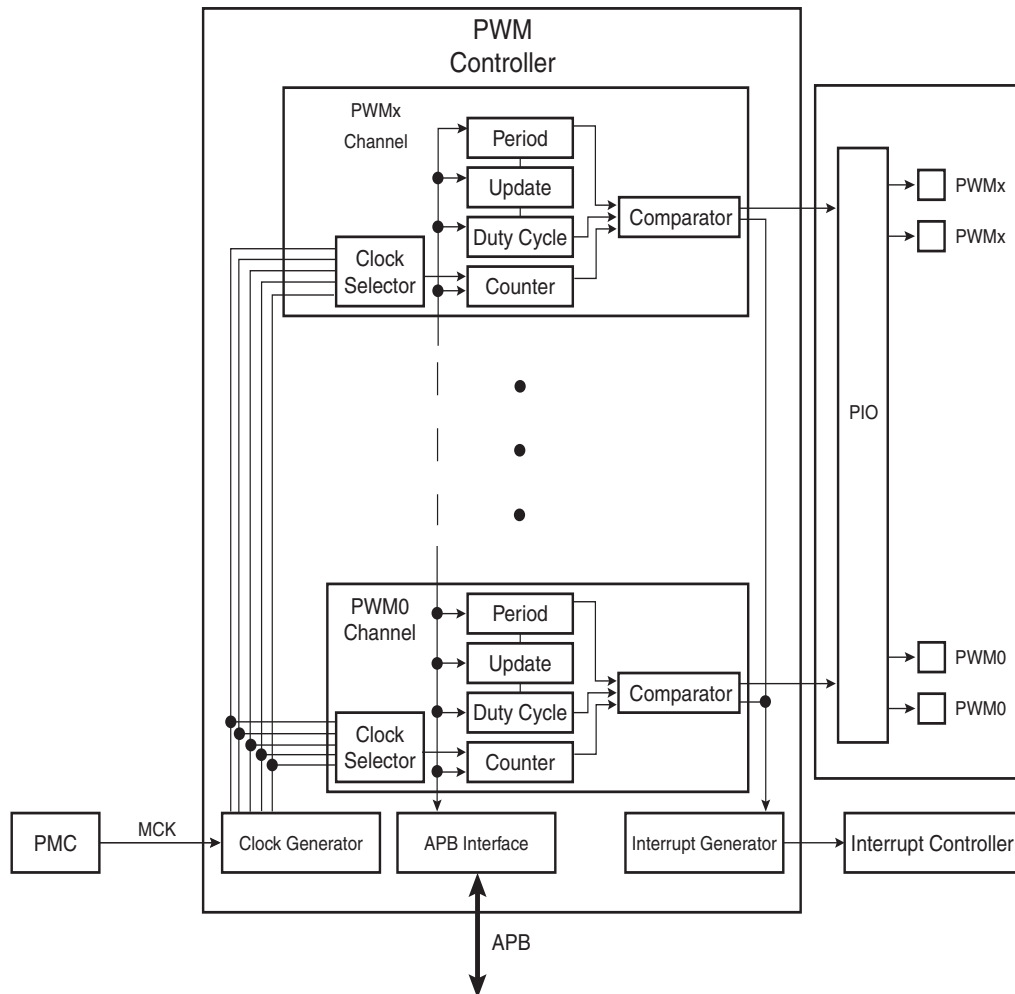 PWM
Controller
PWMx
Channel
Period
Update
Duty Cycle
Clock
Selector
Counter
Comparator
PIO
PWMx
PWMx
PWM0
Channel
Period
Update
Duty Cycle
Clock
Selector
Counter
Comparator
PWM0
PWM0
PMC
MCK
Clock Generator
APB Interface
Interrupt Generator
Interrupt Controller
APB